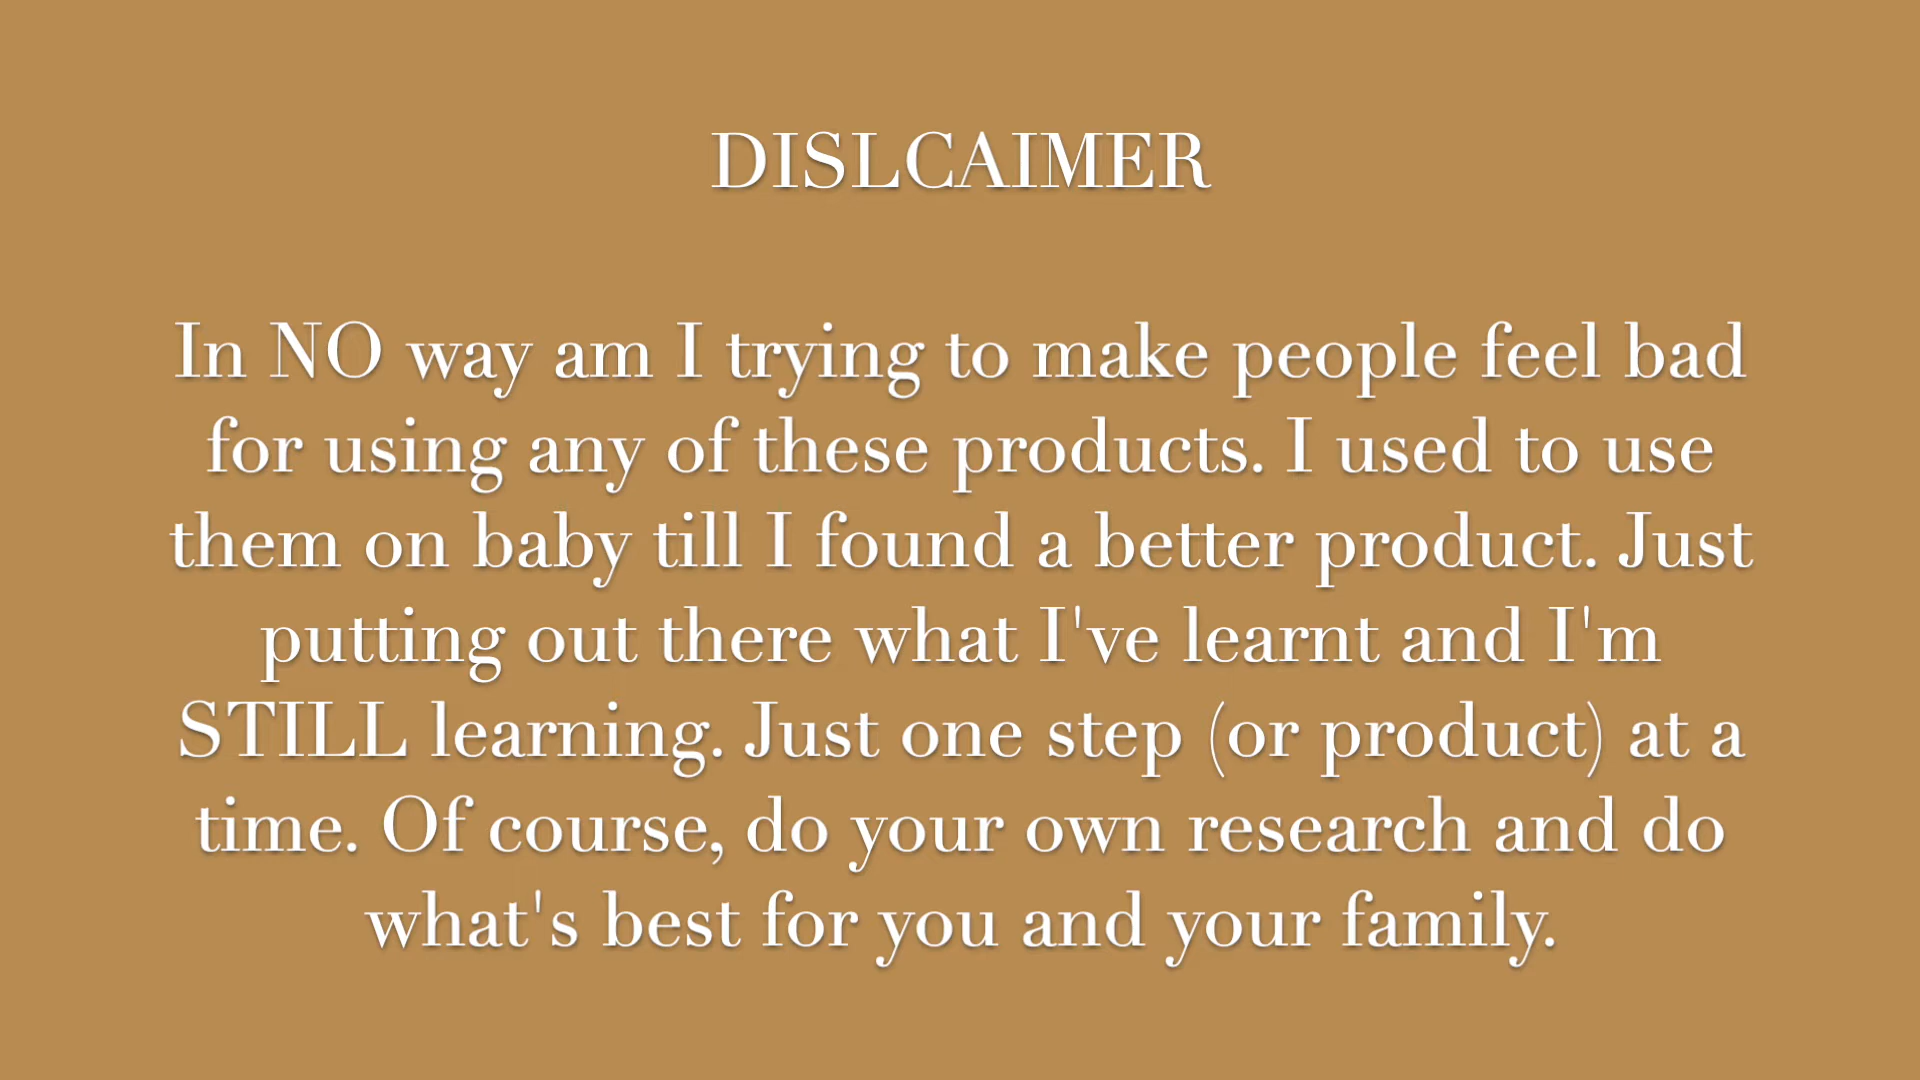 DISLCAIMER
In NO way am I trying to make people feel bad
for using any of these products. I used to use
them on baby till I found a better product. Just
putting out there what I've learnt and I'm
STILL learning. Just one step (or product) at a
time. Of course, do your own research and do
what's best for you and your family.